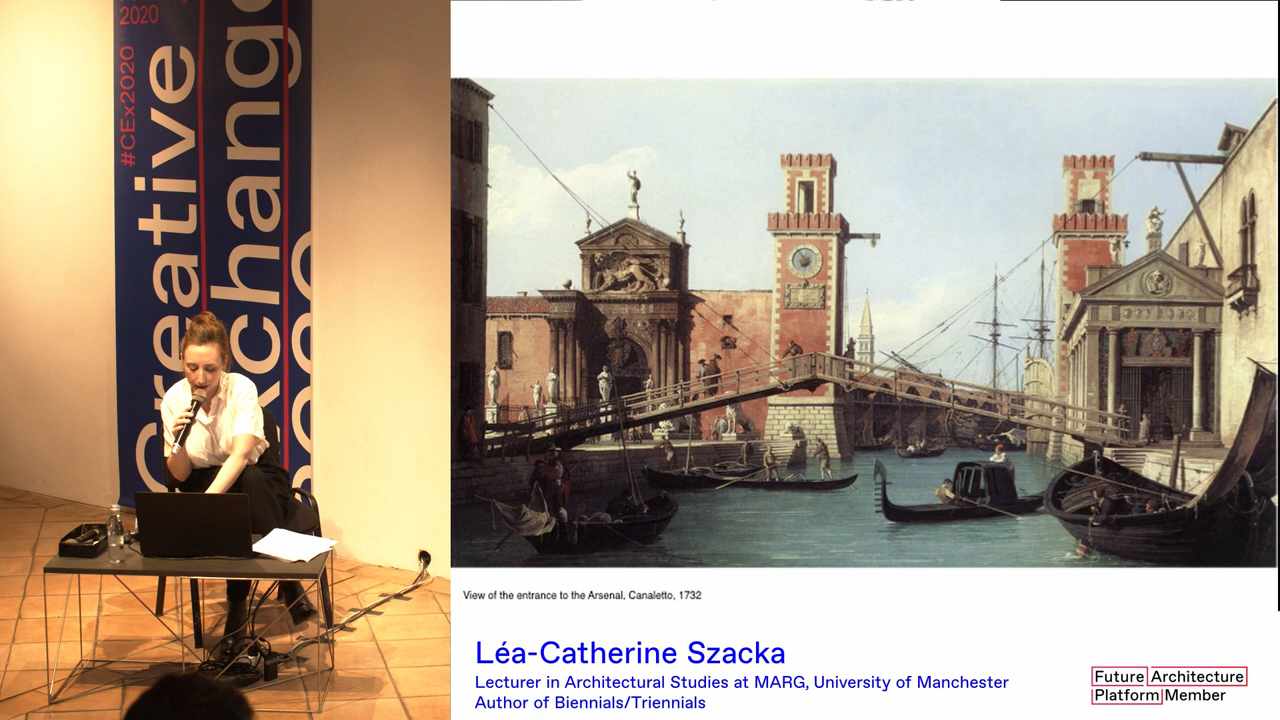 2020
#CEx2020
Creative
Exchange
View of the entrance to the Arsenal, Canaletto, 1732
Léa-Catherine Szacka
Lecturer in Architectural Studies at MARG, University of Manchester
Author of Biennials/Triennials
Future Architecture
Platform Member